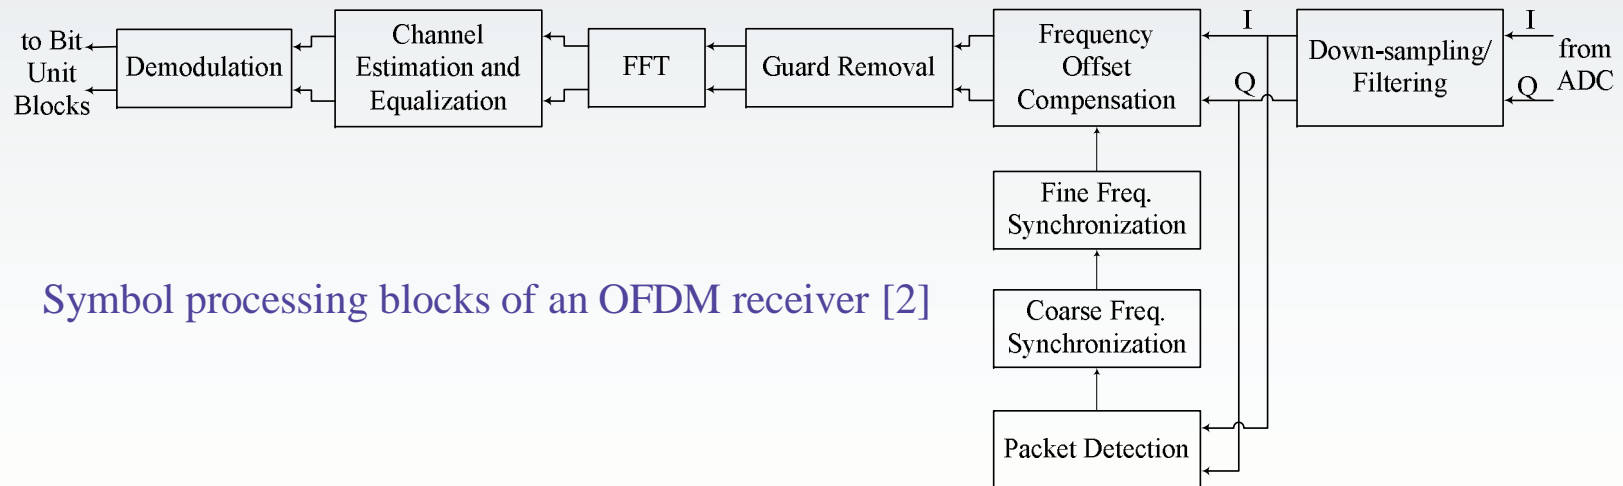 to Bit
Unit
Blocks
Demodulation
Channel
Estimation and
Equalization
FFT
Guard Removal
Frequency
Offset
Compensation
I
Q
Down-sampling/
Filtering
I
Q
from
ADC
Fine Freq.
Synchronization
Symbol processing blocks of an OFDM receiver [2]
Coarse Freq.
Synchronization
Packet Detection